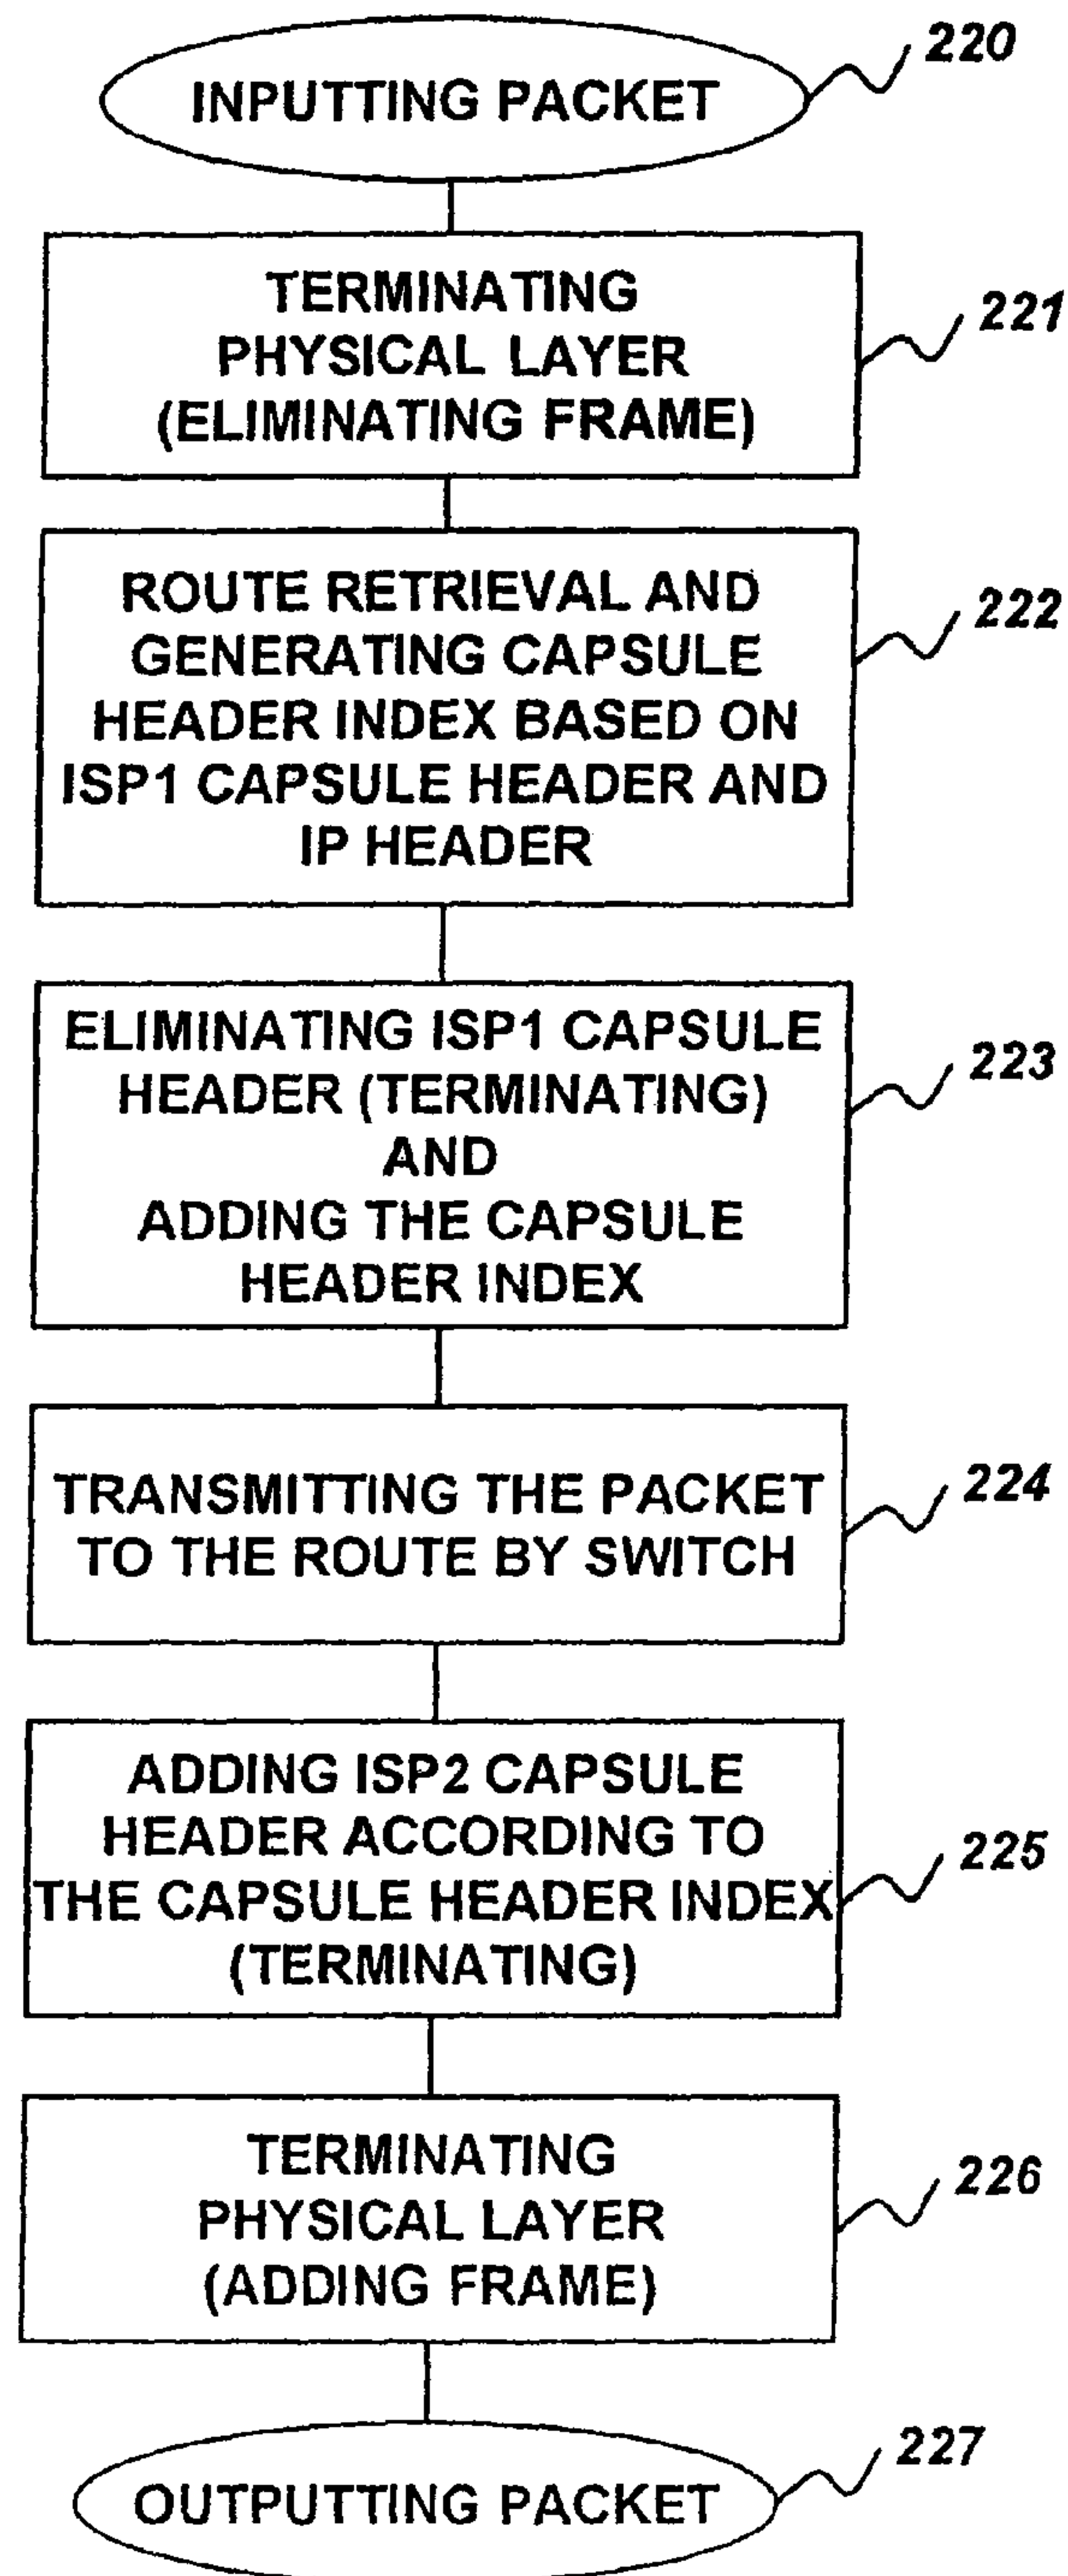 INPUTTING PACKET
220
TERMINATING
PHYSICAL LAYER
(ELIMINATING FRAME)
221
ROUTE RETRIEVAL AND
GENERATING CAPSULE
HEADER INDEX BASED ON
ISP1 CAPSULE HEADER AND
IP HEADER
222
ELIMINATING ISP1 CAPSULE
HEADER (TERMINATING)
AND
ADDING THE CAPSULE
HEADER INDEX
223
TRANSMITTING THE PACKET
TO THE ROUTE BY SWITCH
224
ADDING ISP2 CAPSULE
HEADER ACCORDING TO
THE CAPSULE HEADER INDEX
(TERMINATING)
225
TERMINATING
PHYSICAL LAYER
(ADDING FRAME)
226
OUTPUTTING PACKET
227